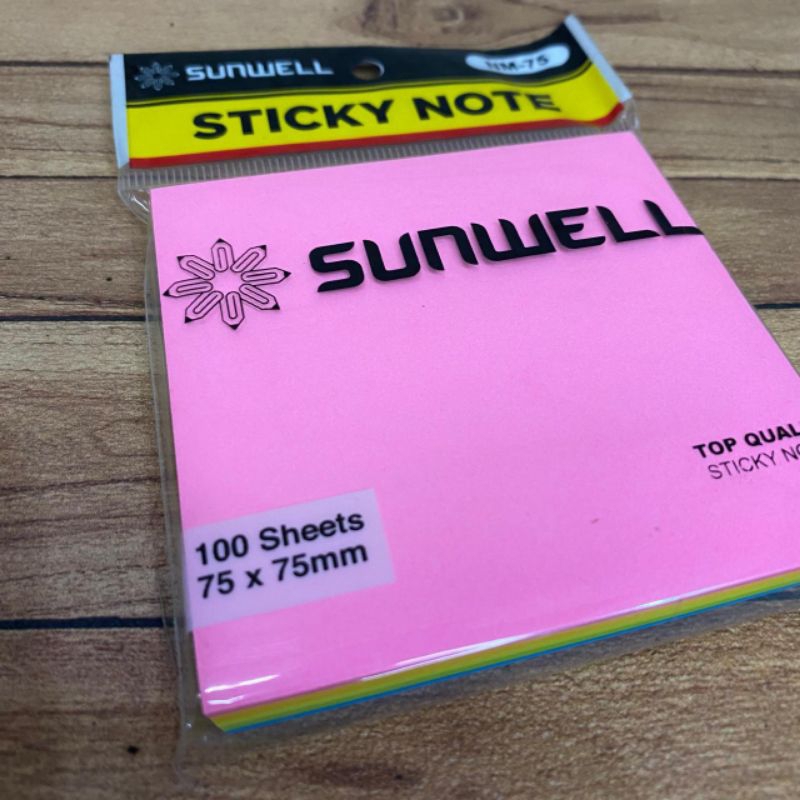 SUNWELL
NM-75
STICKY NOTE
SUNWELL
TOP QUAL
STICKY NO
100 Sheets
75 x 75mm